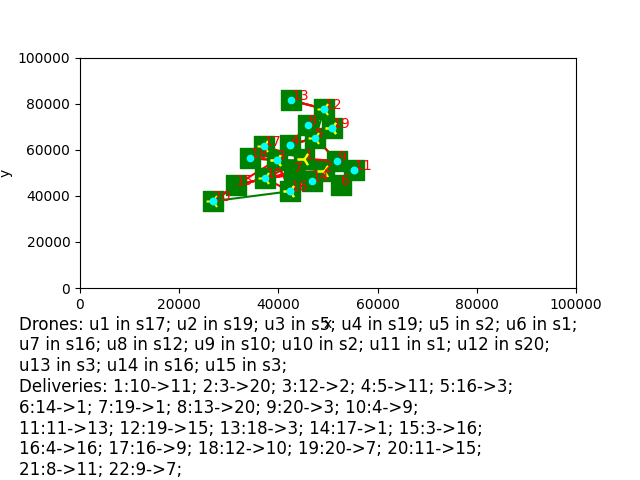 100000
80000
60000
40000
20000
0
y
0 20000 40000 60000 80000 100000
x
Drones: u1 in s17; u2 in s19; u3 in s5; u4 in s19; u5 in s2; u6 in s1;
u7 in s16; u8 in s12; u9 in s10; u10 in s2; u11 in s1; u12 in s20;
u13 in s3; u14 in s16; u15 in s3;
Deliveries: 1:10->11; 2:3->20; 3:12->2; 4:5->11; 5:16->3;
6:14->1; 7:19->1; 8:13->20; 9:20->3; 10:4->9;
11:11->13; 12:19->15; 13:18->3; 14:17->1; 15:3->16;
16:4->16; 17:16->9; 18:12->10; 19:20->7; 20:11->15;
21:8->11; 22:9->7;